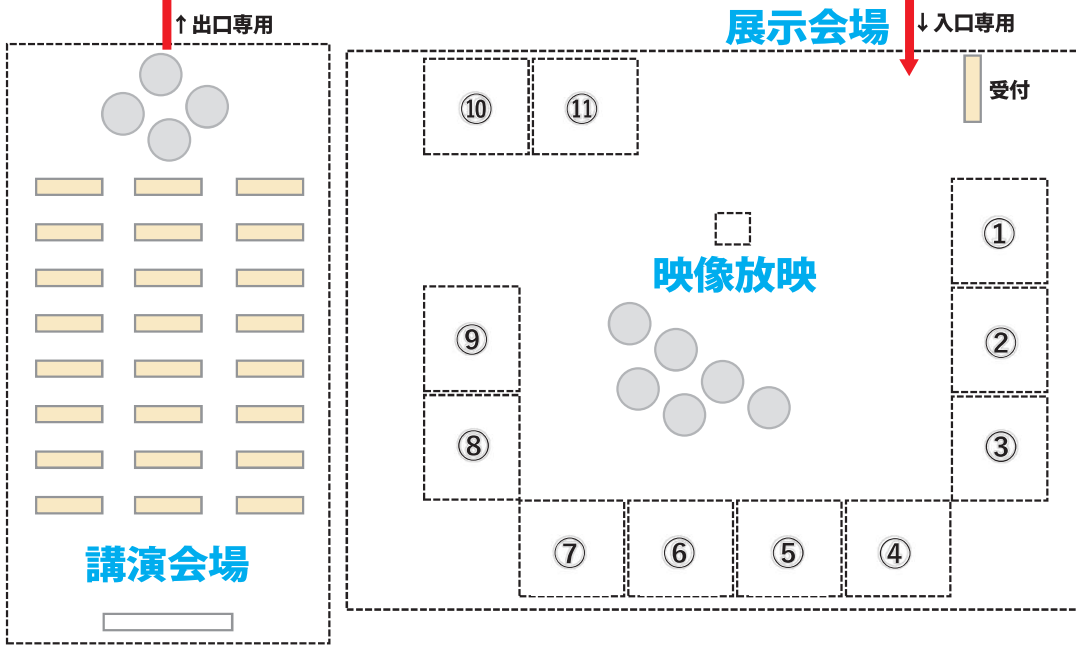 ↑出口専用
展示会場
↓入口専用
受付
⑩
⑪
①
映像放映
⑨
②
⑧
③
⑦
⑥
⑤
④
講演会場